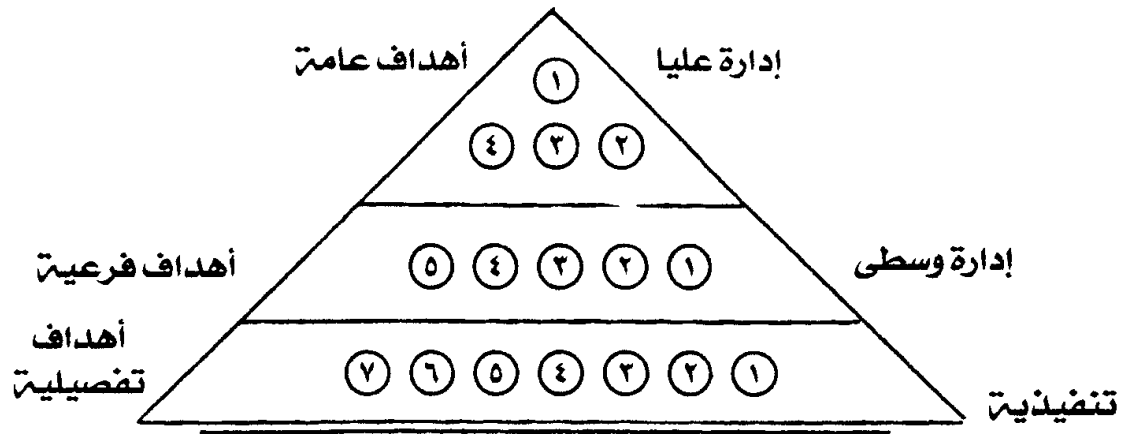 إدارة عليا
أهداف عامة
١
٢ ٣ ٤
إدارة وسطى
١ ٢ ٣ ٤ ٥
أهداف فرعية
تنفيذية
١ ٢ ٣ ٤ ٥ ٦ ٧
أهداف
تفصيلية